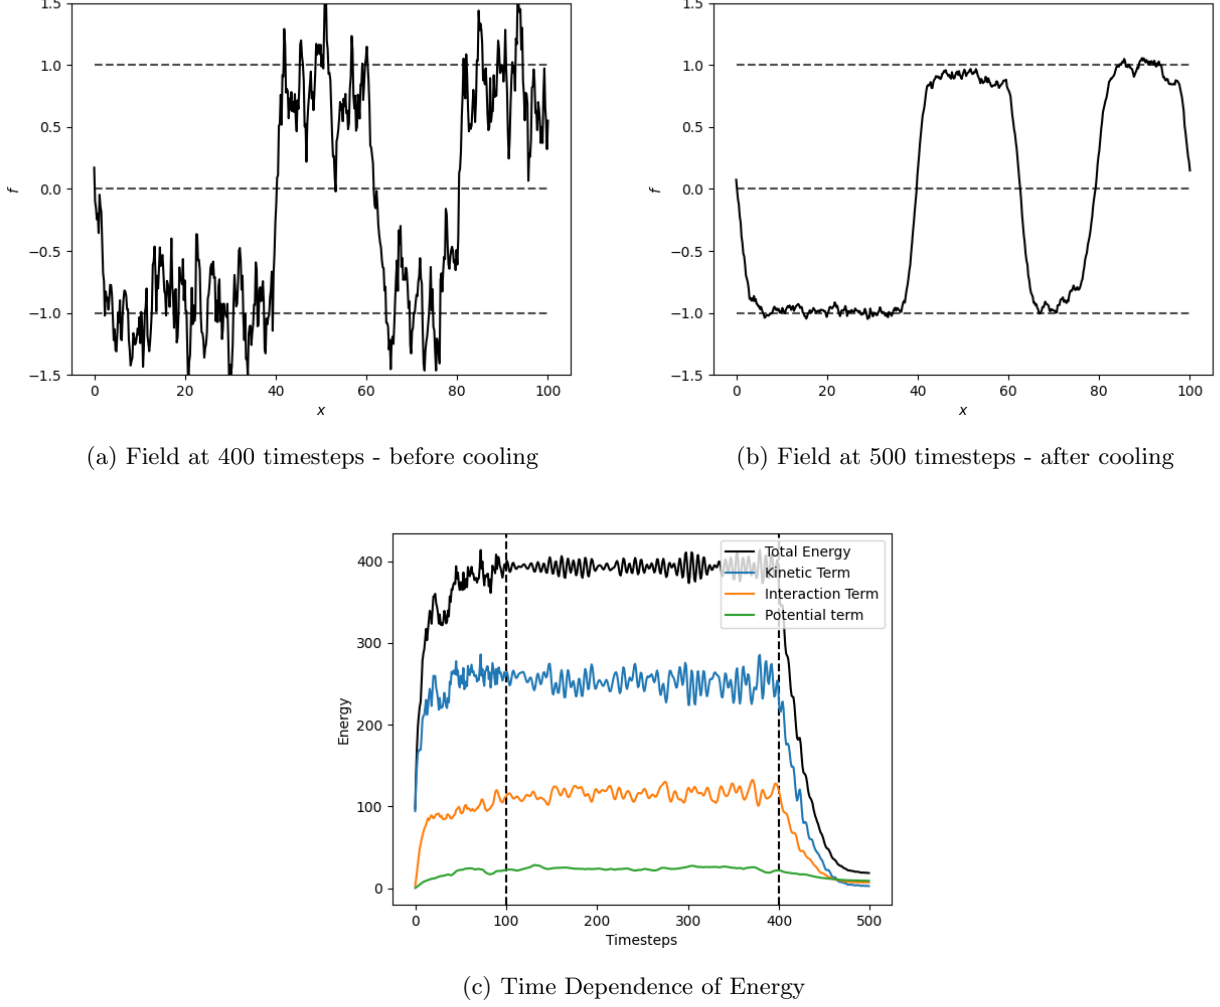 1.5
1.0
0.5
0.0
−0.5
−1.0
−1.5
f
0 20 40 60 80 100
x
1.5
1.0
0.5
0.0
−0.5
−1.0
−1.5
f
0 20 40 60 80 100
x
(a) Field at 400 timesteps - before cooling
(b) Field at 500 timesteps - after cooling
400
300
200
100
0
Energy
Total Energy
Kinetic Term
Interaction Term
Potential term
0 100 200 300 400 500
Timesteps
(c) Time Dependence of Energy